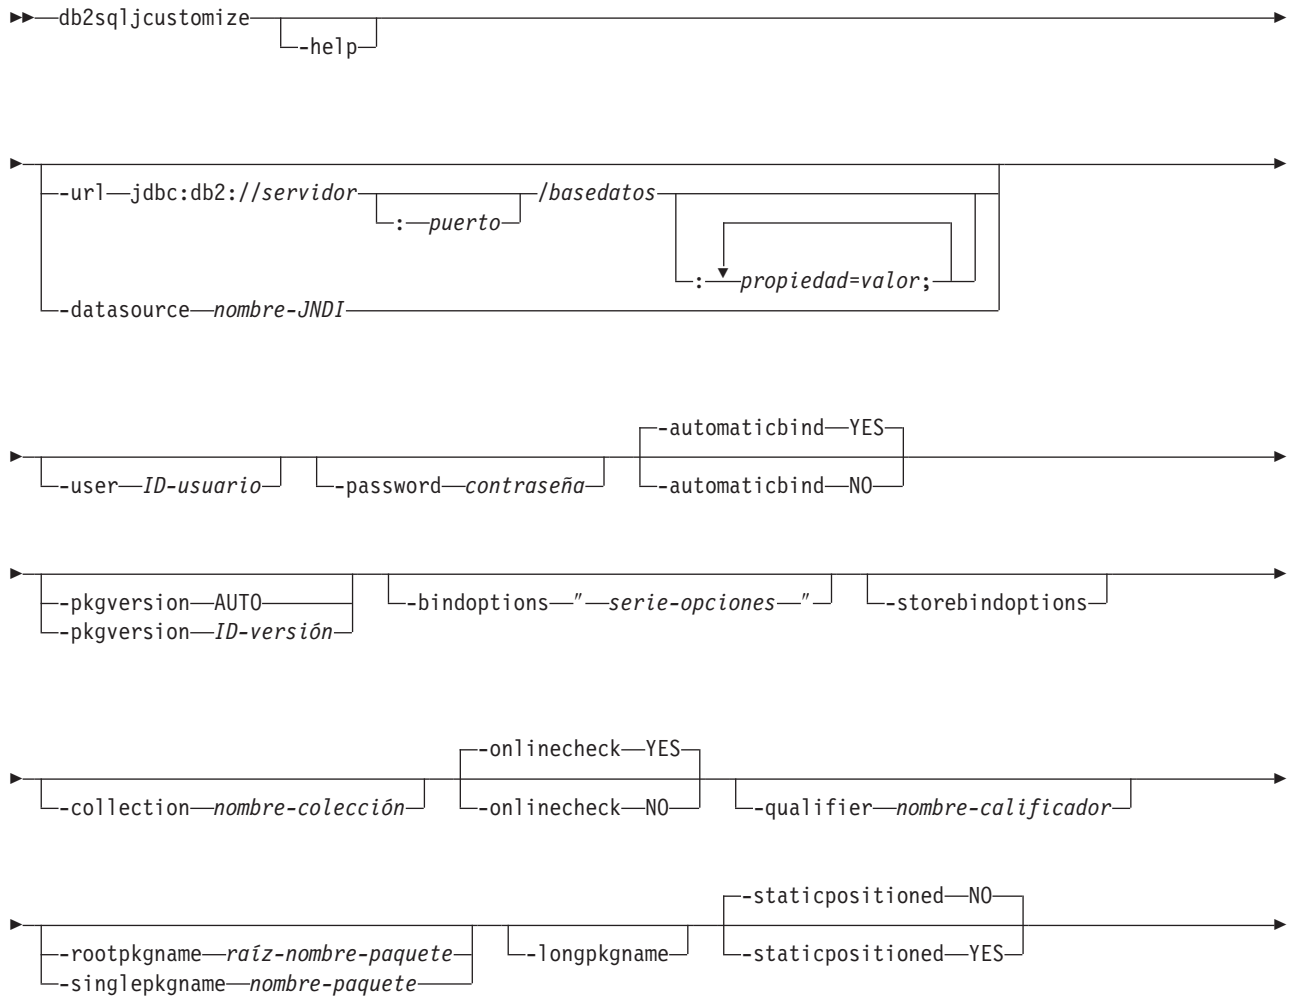 db2sqljcustomize
-help
-url jdbc:db2://servidor /basedatos
: puerto
: propiedad=valor;
-datasource nombre-JNDI
-automaticbind YES
-user ID-usuario -password contraseña -automaticbind NO
-pkgversion AUTO -bindoptions " serie-opciones " -storebindoptions
-pkgversion ID-versión
-onlinecheck YES
-collection nombre-colección -onlinecheck NO -qualifier nombre-calificador
-staticpositioned NO
-rootpkgname raíz-nombre-paquete -longpkgname -staticpositioned YES
-singlepkgname nombre-paquete